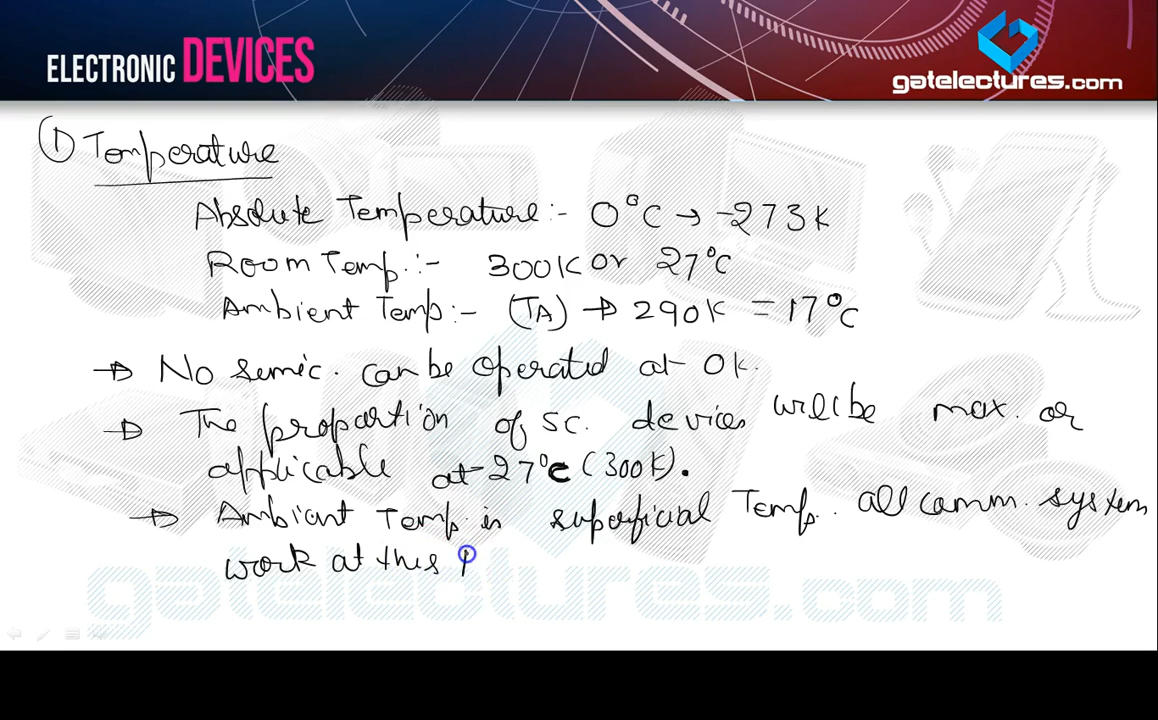 ELECTRONIC DEVICES
gatelectures.com
① Temperature
Absolute Temperature:- 0°C → -273K
Room Temp.:- 300K or 27°C
Ambient Temp:- (TA) → 290K = 17°C
→ No semic. can be operated at 0K.
→ The proportion of SC. devices will be max. or
applicable at 27°C (300K).
→ Ambient Temp. is superficial Temp. all comm. system
work at this
gatelectures.com